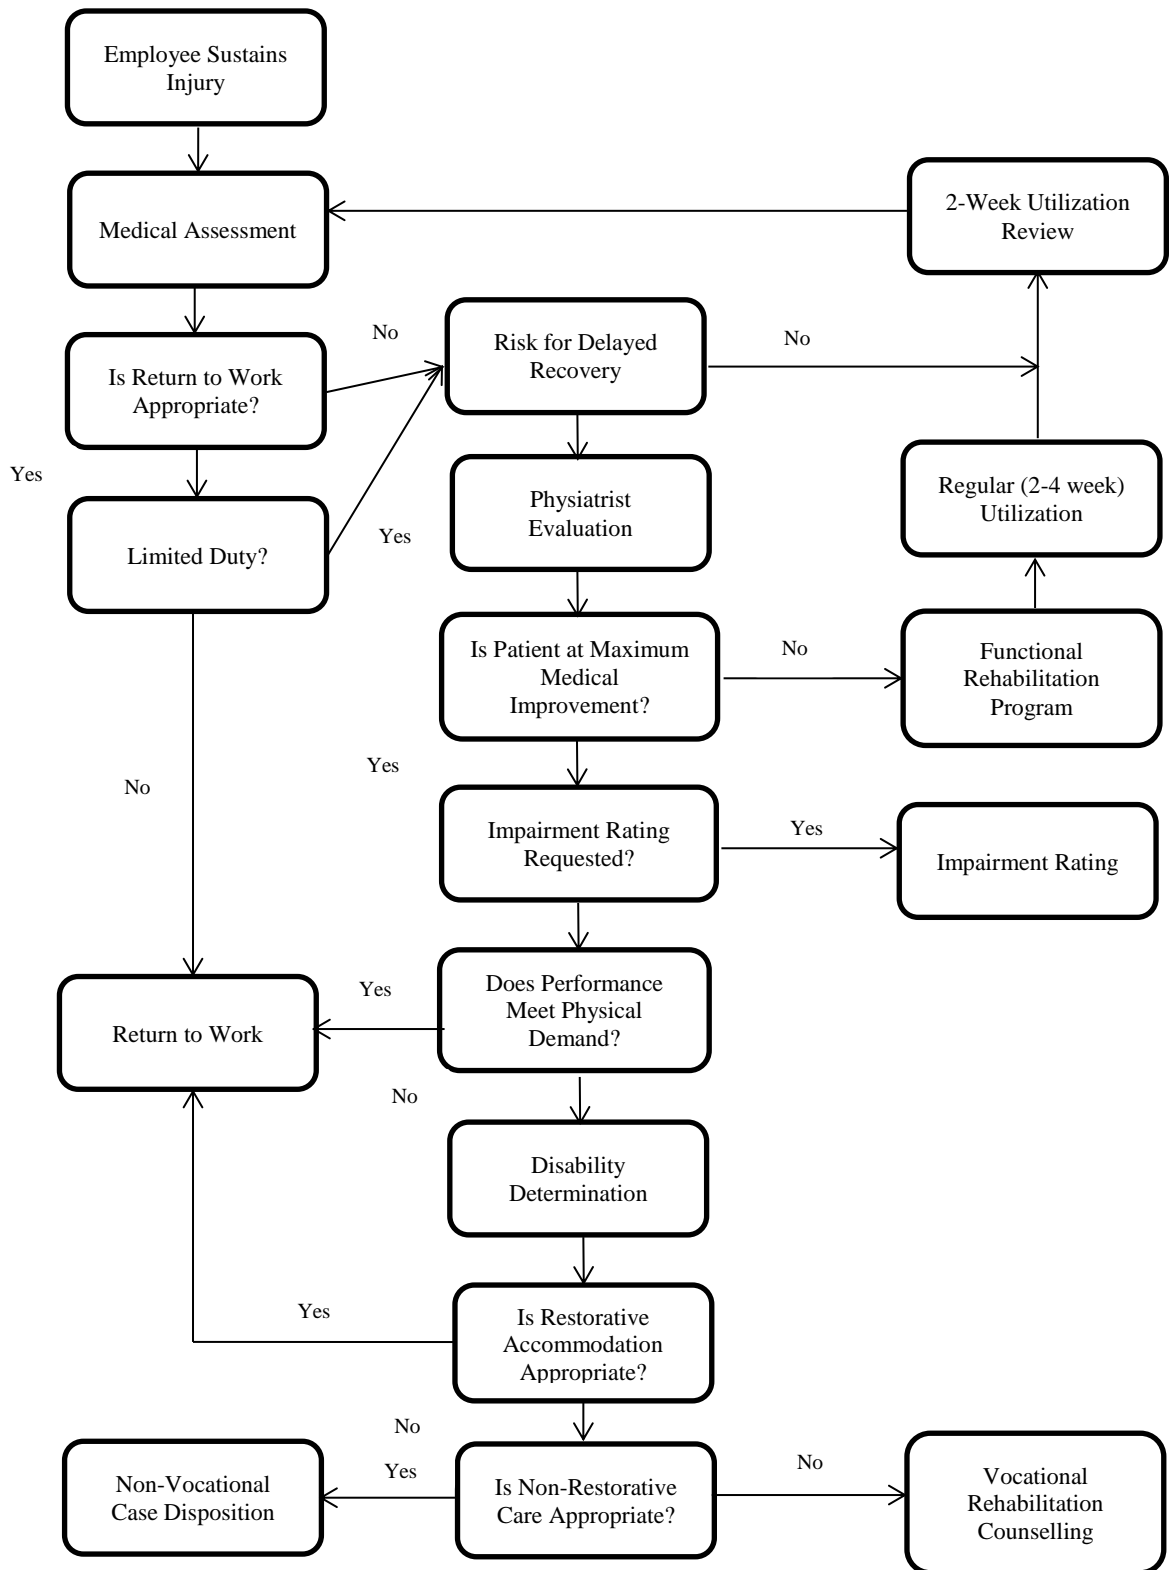 Employee Sustains
Injury
Medical Assessment
2-Week Utilization
Review
Is Return to Work
Appropriate?
No
Risk for Delayed
Recovery
No
Yes
Limited Duty?
Yes
Physiatrist
Evaluation
Regular (2-4 week)
Utilization
Is Patient at Maximum
Medical
Improvement?
No
Functional
Rehabilitation
Program
No
Yes
Impairment Rating
Requested?
Yes
Impairment Rating
Return to Work
Yes
Does Performance
Meet Physical
Demand?
No
Disability
Determination
Yes
Is Restorative
Accommodation
Appropriate?
No
Non-Vocational
Case Disposition
Yes
Is Non-Restorative
Care Appropriate?
No
Vocational
Rehabilitation
Counselling